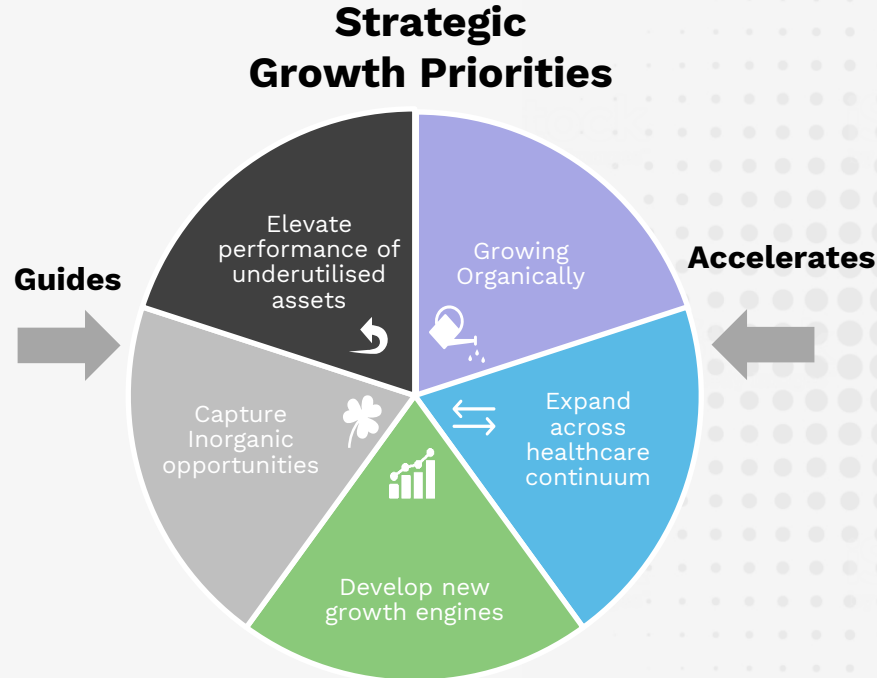 Strategic
Growth Priorities
Elevate
performance of
underutilised
assets
Growing
Organically
Guides
Accelerates
Capture
Inorganic
opportunities
Expand
across
healthcare
continuum
Develop new
growth engines